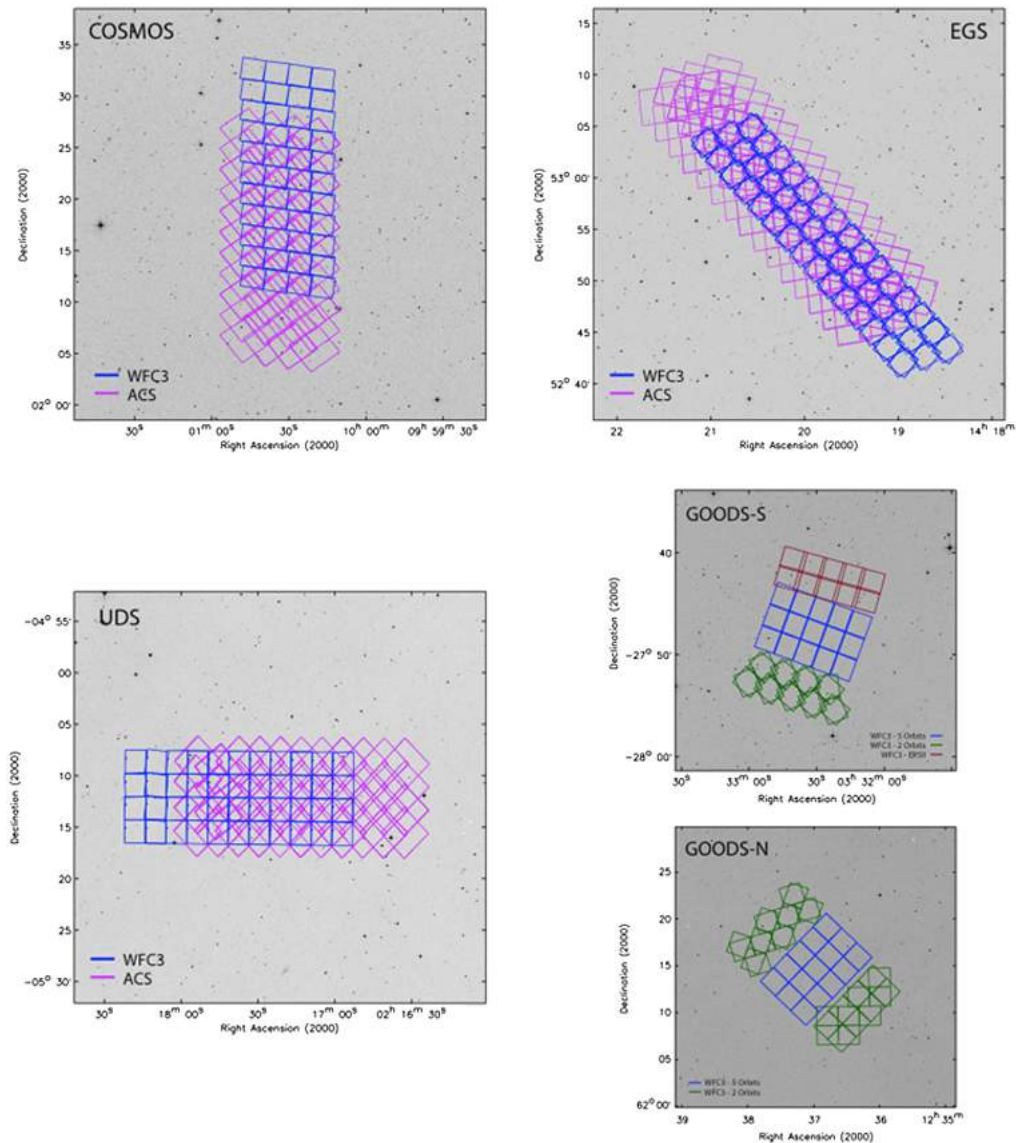 COSMOS
35'
30
25
20
15
10
05
02° 00'
Declination (2000)
WFC3
ACS
30ˢ 01ᵐ 00ˢ 30ˢ 10ʰ 00ᵐ 00ˢ 09ʰ 59ᵐ 30ˢ
Right Ascension (2000)
EGS
15'
10
05
53° 00'
55
50
45
52° 40'
Declination (2000)
WFC3
ACS
22 21 20 19 14ʰ 18ᵐ
Right Ascension (2000)
UDS
-04° 55'
00
05
10
15
20
25
-05° 30'
Declination (2000)
WFC3
ACS
30ˢ 18ᵐ 00ˢ 30ˢ 17ᵐ 00ˢ 02ʰ 16ᵐ 30ˢ
Right Ascension (2000)
GOODS-S
40
-27° 50'
-28° 00'
Declination (2000)
WFC3 - 5 Orbits
WFC3 - 2 Orbits
WFC3 - ERSII
30ˢ 33ᵐ 00ˢ 30ˢ 03ʰ 32ᵐ 00ˢ
Right Ascension (2000)
GOODS-N
25
20
15
10
05
62° 00'
Declination (2000)
WFC3 - 5 Orbits
WFC3 - 2 Orbits
39 38 37 36 12ʰ 35ᵐ
Right Ascension (2000)